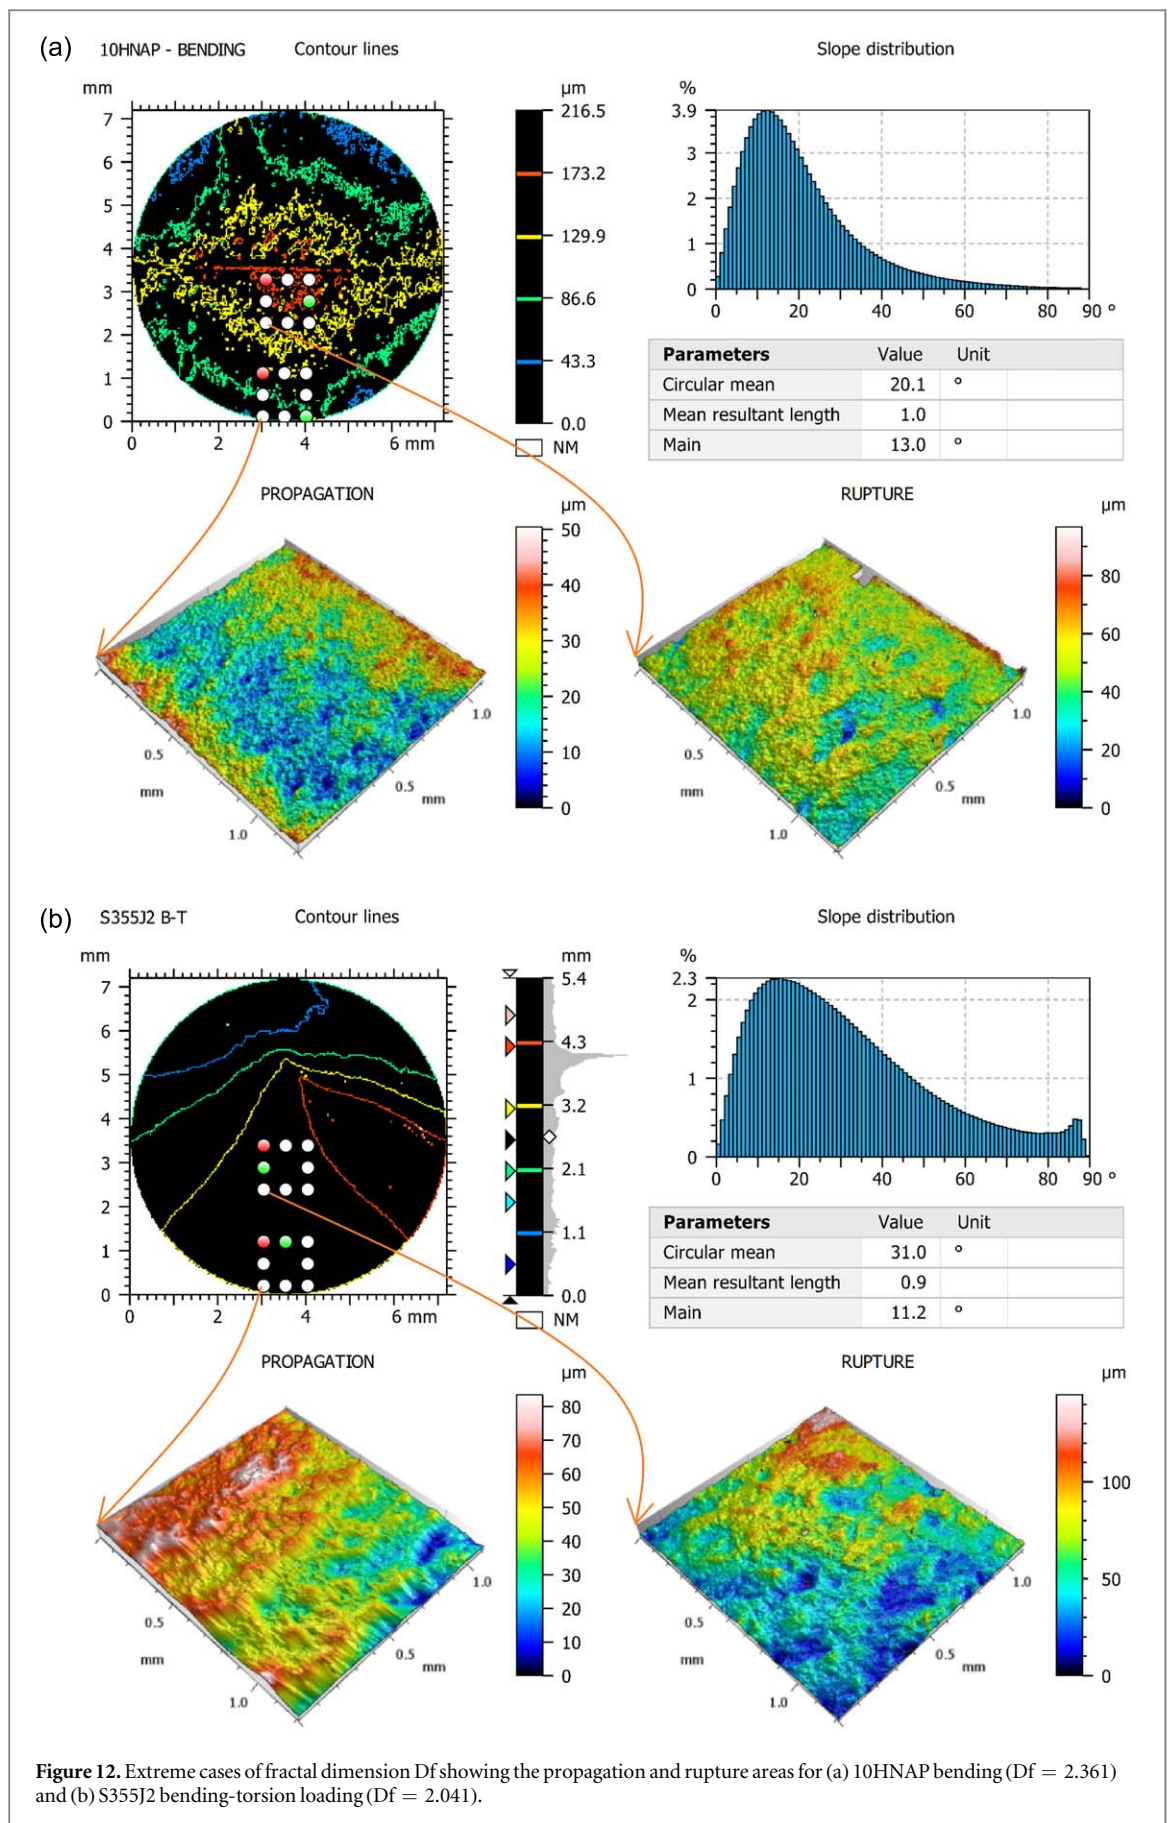 (a) 10HNAP - BENDING Contour lines Slope distribution
mm µm %
7
6
5
4
3
2
1
0
0 2 4 6 mm
216.5
173.2
129.9
86.6
43.3
0.0
NM
3.9
3
2
1
0
0 20 40 60 80 90 °
Parameters Value Unit
Circular mean 20.1 °
Mean resultant length 1.0
Main 13.0 °
PROPAGATION
µm
50
40
30
20
10
0
0.5
mm
1.0
0.5
mm
1.0
RUPTURE
µm
80
60
40
20
0
0.5
mm
1.0
0.5
mm
1.0
(b) S355J2 B-T Contour lines Slope distribution
mm mm %
7
6
5
4
3
2
1
0
0 2 4 6 mm
5.4
4.3
3.2
2.1
1.1
0.0
NM
2.3
2
1
0
0 20 40 60 80 90 °
Parameters Value Unit
Circular mean 31.0 °
Mean resultant length 0.9
Main 11.2 °
PROPAGATION
µm
80
70
60
50
40
30
20
10
0
0.5
mm
1.0
0.5
mm
1.0
RUPTURE
µm
100
50
0
0.5
mm
1.0
0.5
mm
1.0
Figure 12. Extreme cases of fractal dimension Df showing the propagation and rupture areas for (a) 10HNAP bending (Df = 2.361)
and (b) S355J2 bending-torsion loading (Df = 2.041).